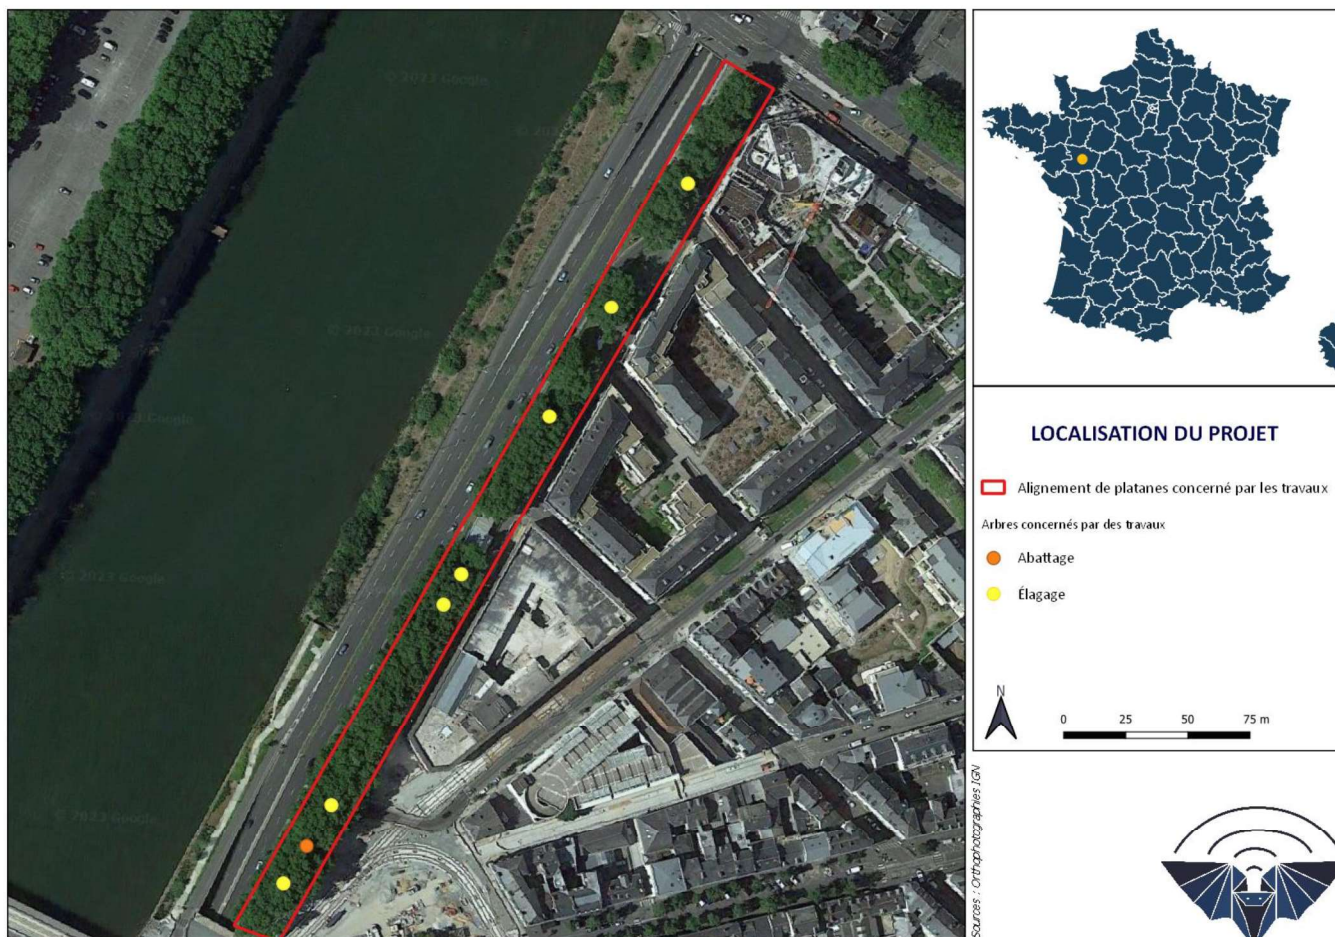 © 2023 Google
© 2023
© 2023 Google
© 2023 Google
© 2023 Google
© 2023 Google
LOCALISATION DU PROJET
Alignement de platanes concerné par les travaux
Arbres concernés par des travaux
Abattage
Élagage
N
0 25 50 75 m
Sources : Orthophotographies IGN